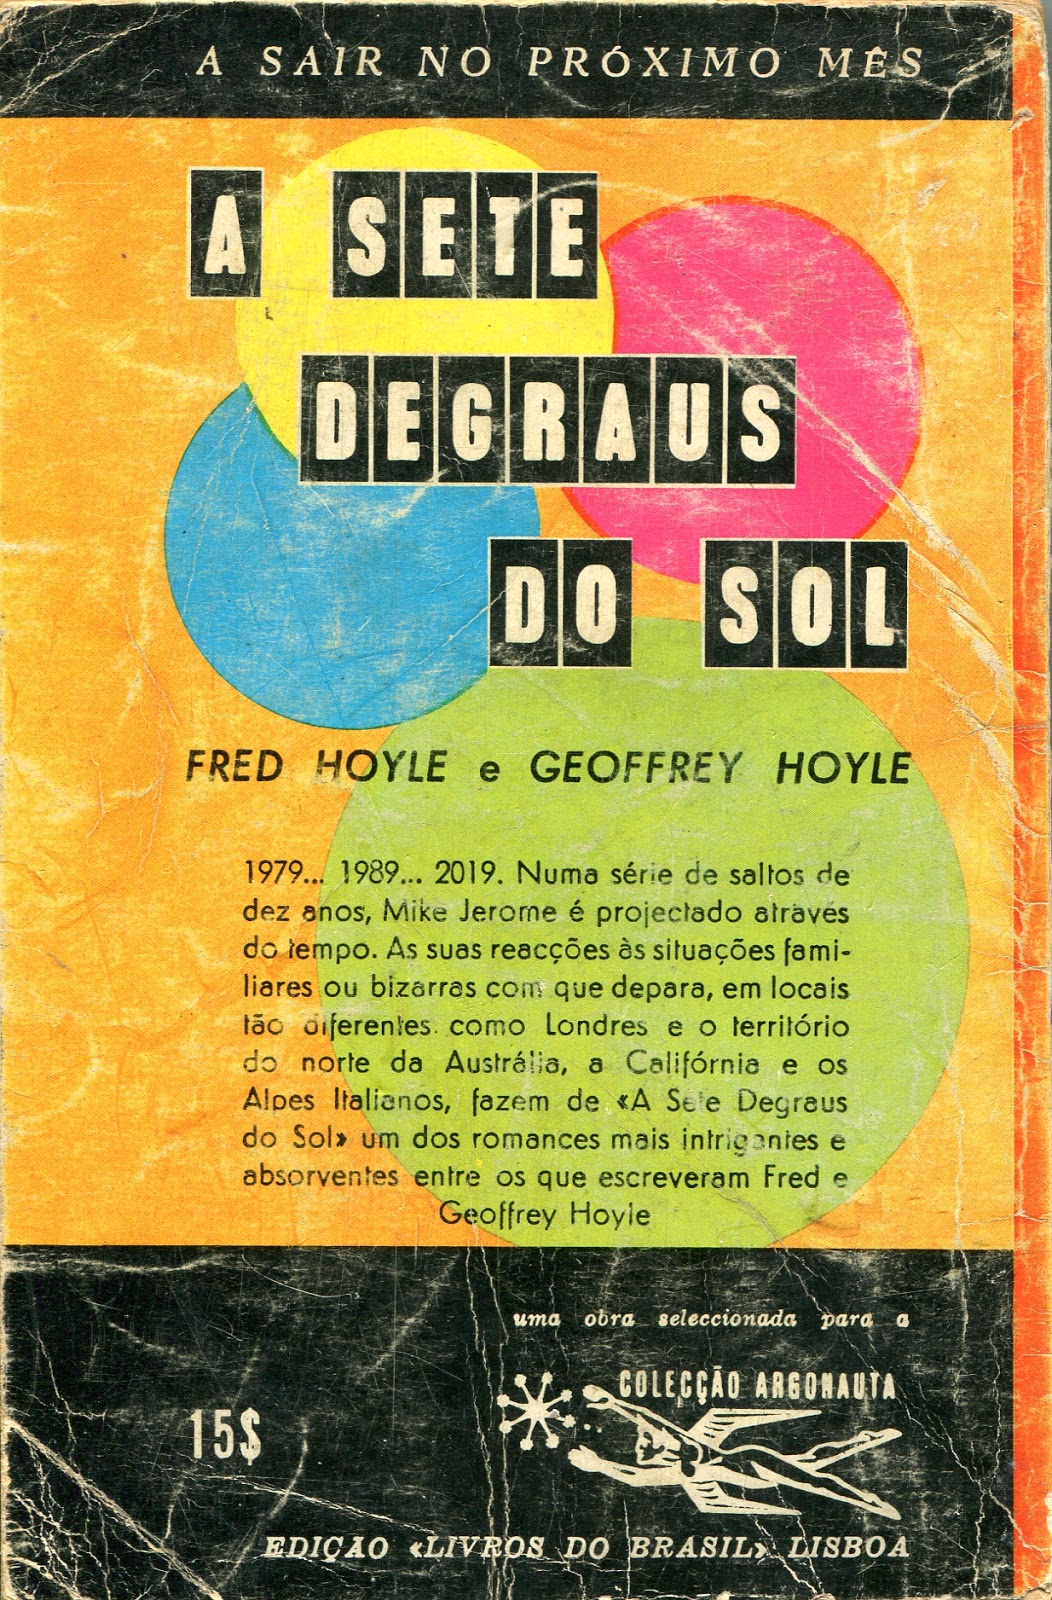 A SAIR NO PRÓXIMO MÊS
A SETE
DEGRAUS
DO SOL
FRED HOYLE e GEOFFREY HOYLE
1979... 1989... 2019. Numa série de saltos de
dez anos, Mike Jerome é projectado através
do tempo. As suas reacções às situações fami-
liares ou bizarras com que depara, em locais
tão diferentes como Londres e o território
do norte da Austrália, a Califórnia e os
Alpes Italianos, fazem de «A Sete Degraus
do Sol» um dos romances mais intrigantes e
absorventes entre os que escreveram Fred e
Geoffrey Hoyle
uma obra seleccionada para a
COLECÇÃO ARGONAUTA
15$
EDIÇÃO «LIVROS DO BRASIL» LISBOA